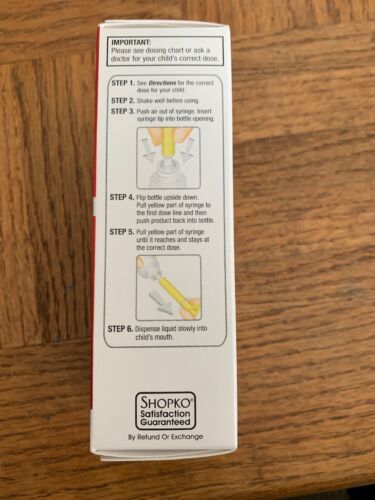 IMPORTANT:
Please see dosing chart or ask a
doctor for your child's correct dose.
STEP 1. See Directions for the correct
dose for your child.
STEP 2. Shake well before using.
STEP 3. Push air out of syringe. Insert
syringe tip into bottle opening.
STEP 4. Flip bottle upside down.
Pull yellow part of syringe to
the first dose line and then
push product back into bottle.
STEP 5. Pull yellow part of syringe
until it reaches and stays at
the correct dose.
STEP 6. Dispense liquid slowly into
child's mouth.
SHOPKO®
Satisfaction
Guaranteed
By Refund Or Exchange